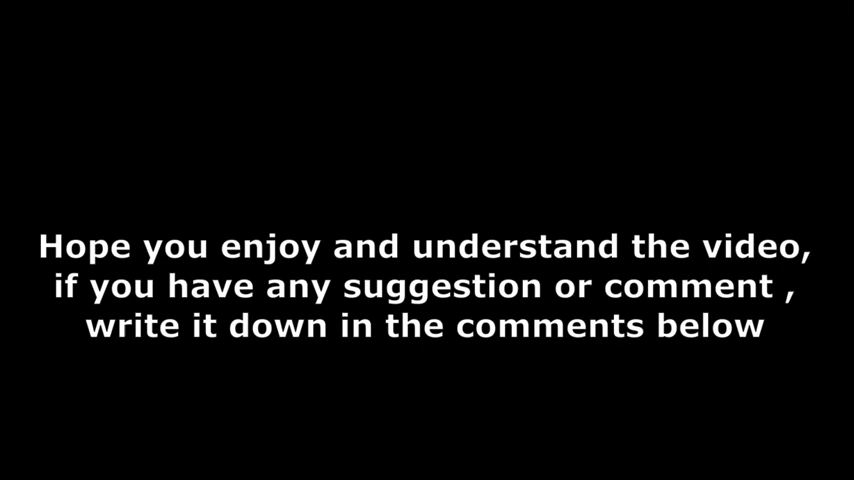 Hope you enjoy and understand the video,
if you have any suggestion or comment ,
write it down in the comments below